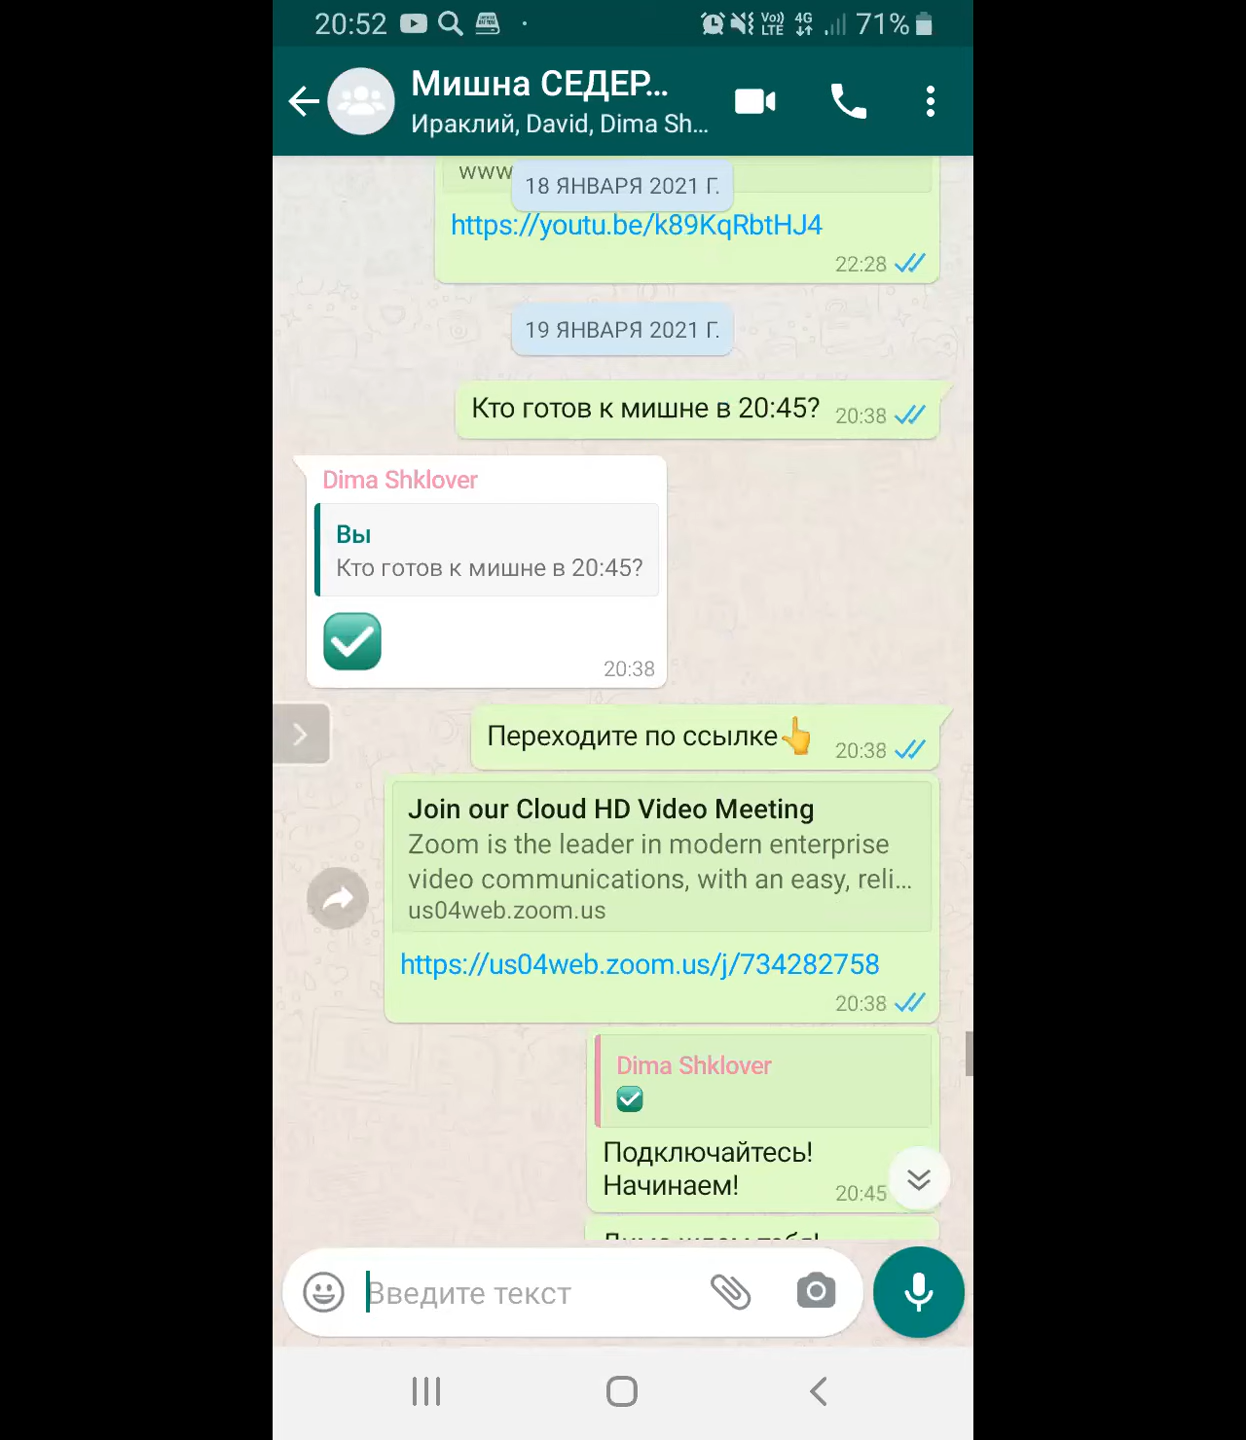 20:52
Vo))
LTE
4G
71%
Мишна СЕДЕР...
Ираклий, David, Dima Sh...
www
18 ЯНВАРЯ 2021 Г.
https://youtu.be/k89KqRbtHJ4
22:28
19 ЯНВАРЯ 2021 Г.
Кто готов к мишне в 20:45?
20:38
Dima Shklover
Вы
Кто готов к мишне в 20:45?
20:38
Переходите по ссылке
20:38
Join our Cloud HD Video Meeting
Zoom is the leader in modern enterprise
video communications, with an easy, reli...
us04web.zoom.us
https://us04web.zoom.us/j/734282758
20:38
Dima Shklover
Подключайтесь!
Начинаем!
20:45
Введите текст